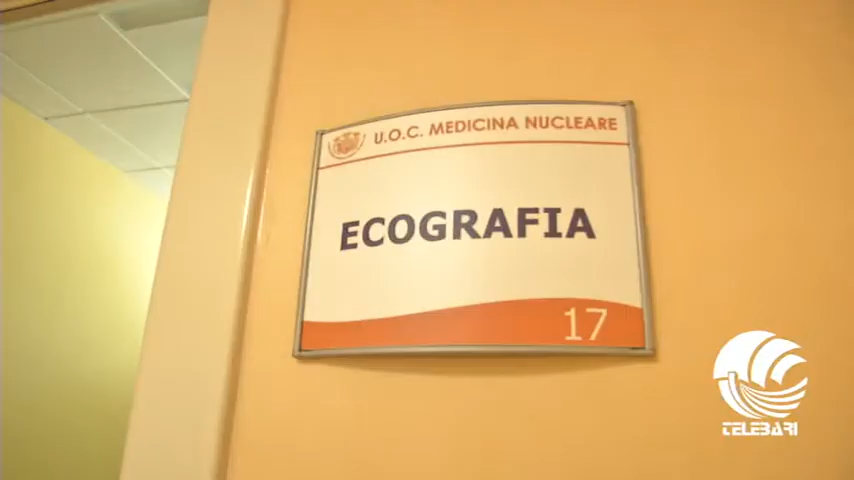 U.O.C. MEDICINA NUCLEARE
ECOGRAFIA
17
TELEBARI